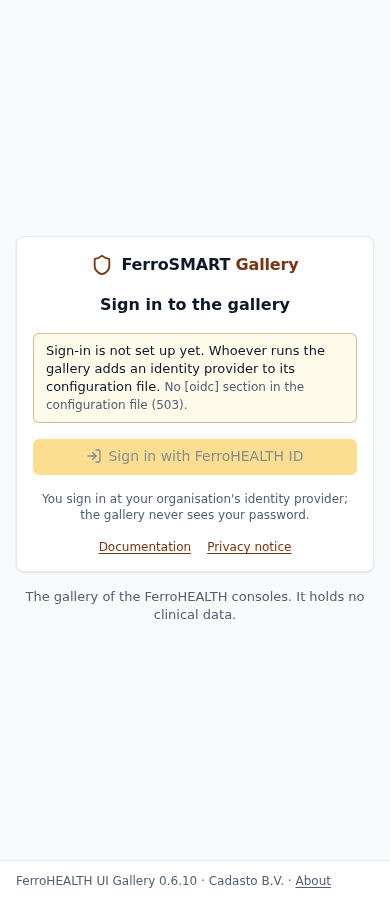 FerroSMART Gallery
Sign in to the gallery
Sign-in is not set up yet. Whoever runs the
gallery adds an identity provider to its
configuration file. No [oidc] section in the
configuration file (503).
Sign in with FerroHEALTH ID
You sign in at your organisation's identity provider;
the gallery never sees your password.
Documentation Privacy notice
The gallery of the FerroHEALTH consoles. It holds no
clinical data.
FerroHEALTH UI Gallery 0.6.10 · Cadasto B.V. · About